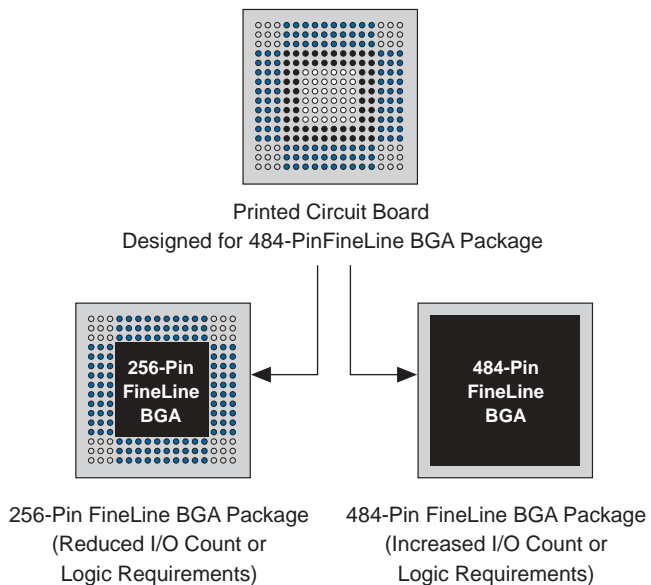 Printed Circuit Board
Designed for 484-PinFineLine BGA Package
256-Pin
FineLine
BGA
484-Pin
FineLine
BGA
256-Pin FineLine BGA Package
(Reduced I/O Count or
Logic Requirements)
484-Pin FineLine BGA Package
(Increased I/O Count or
Logic Requirements)